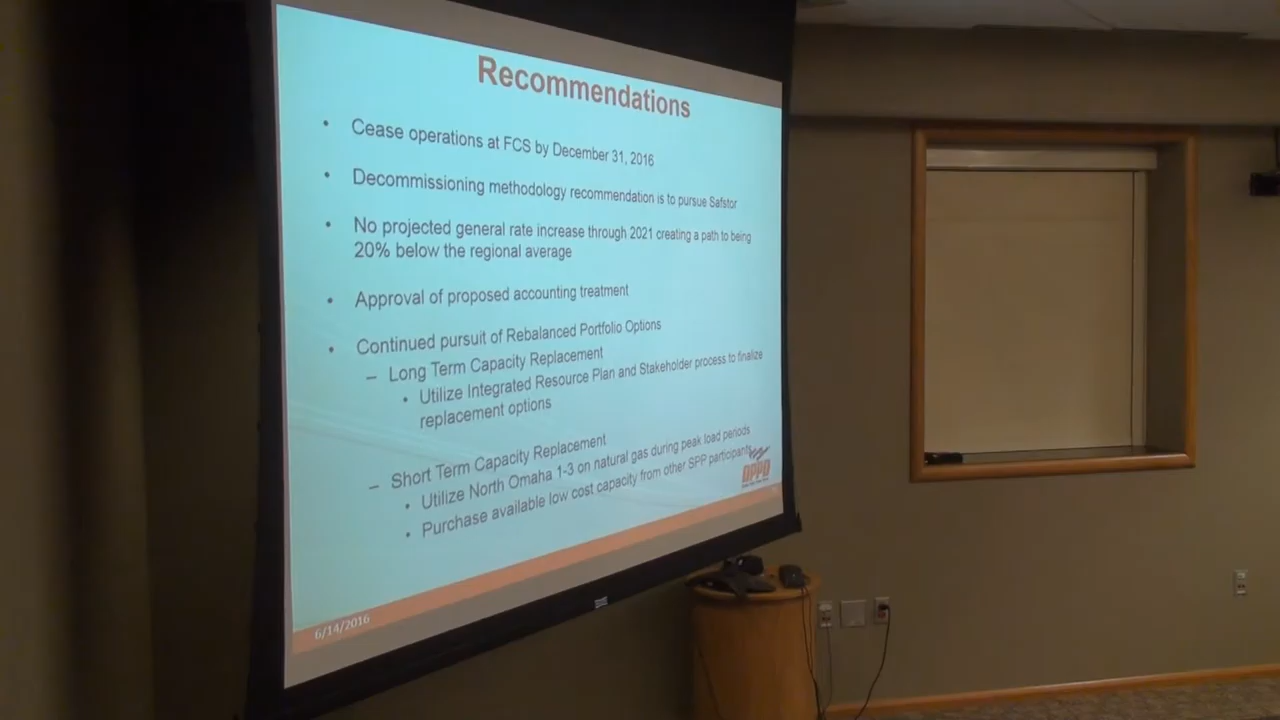 Recommendations
• Cease operations at FCS by December 31, 2016
• Decommissioning methodology recommendation is to pursue Safstor
• No projected general rate increase through 2021 creating a path to being
20% below the regional average
• Approval of proposed accounting treatment
• Continued pursuit of Rebalanced Portfolio Options
– Long Term Capacity Replacement
• Utilize Integrated Resource Plan and Stakeholder process to finalize
replacement options
– Short Term Capacity Replacement
• Utilize North Omaha 1-3 on natural gas during peak load periods
• Purchase available low cost capacity from other SPP participants
OPPD
6/14/2016